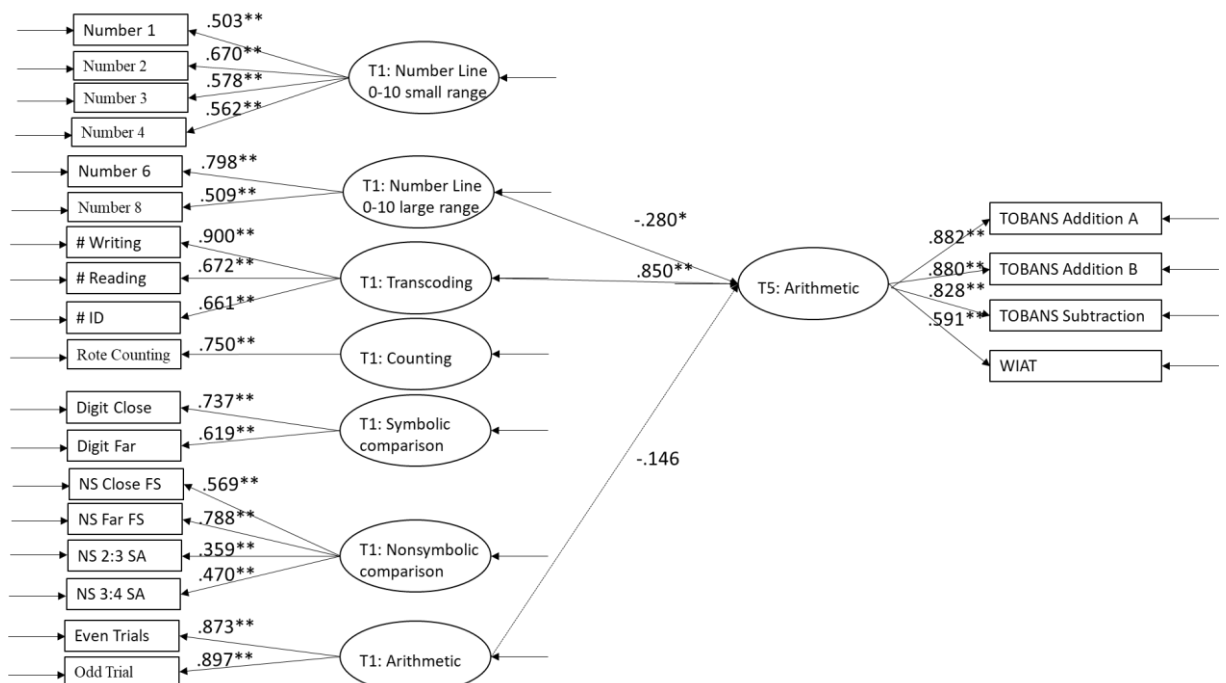 Number 1
.503**
Number 2
.670**
Number 3
.578**
Number 4
.562**
T1: Number Line
0-10 small range
Number 6
.798**
Number 8
.509**
T1: Number Line
0-10 large range
# Writing
.900**
# Reading
.672**
# ID
.661**
T1: Transcoding
Rote Counting
.750**
T1: Counting
Digit Close
.737**
Digit Far
.619**
T1: Symbolic
comparison
NS Close FS
.569**
NS Far FS
.788**
NS 2:3 SA
.359**
NS 3:4 SA
.470**
T1: Nonsymbolic
comparison
Even Trials
.873**
Odd Trial
.897**
T1: Arithmetic
-.280*
.850**
-.146
T5: Arithmetic
.882**
.880**
.828**
.591**
TOBANS Addition A
TOBANS Addition B
TOBANS Subtraction
WIAT